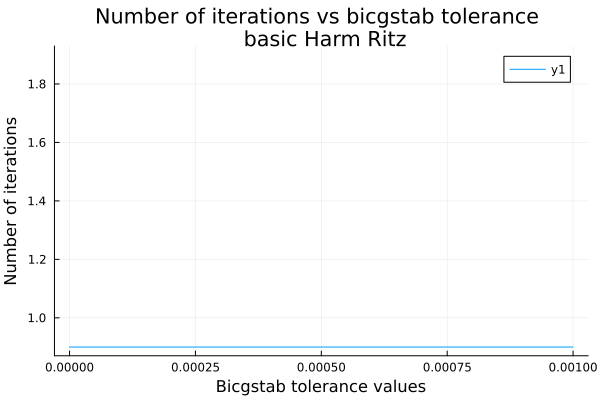 Number of iterations vs bicgstab tolerance
basic Harm Ritz
y1
Number of iterations
1.8
1.6
1.4
1.2
1.0
0.00000
0.00025
0.00050
0.00075
0.00100
Bicgstab tolerance values